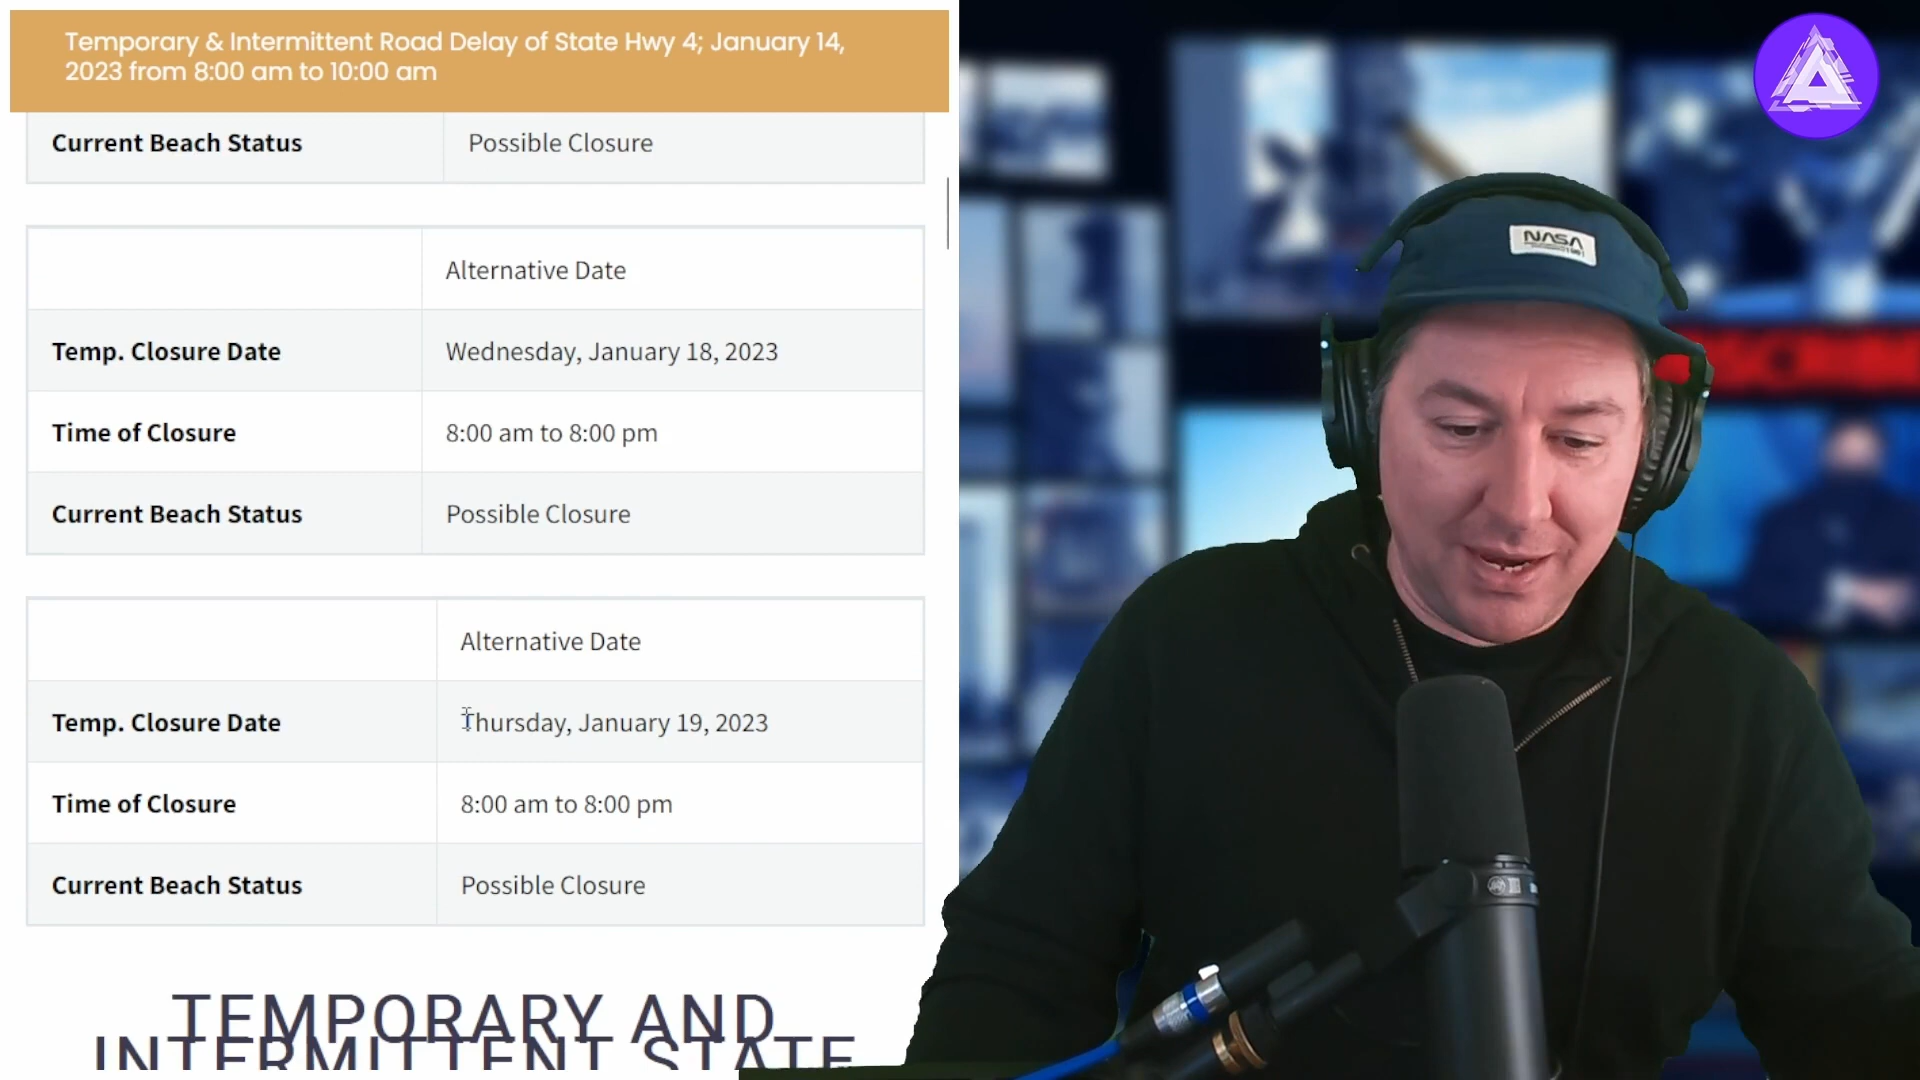 Temporary & Intermittent Road Delay of State Hwy 4; January 14,
2023 from 8:00 am to 10:00 am
Current Beach Status Possible Closure
Alternative Date
Temp. Closure Date Wednesday, January 18, 2023
Time of Closure 8:00 am to 8:00 pm
Current Beach Status Possible Closure
Alternative Date
Temp. Closure Date Thursday, January 19, 2023
Time of Closure 8:00 am to 8:00 pm
Current Beach Status Possible Closure
TEMPORARY AND
INTERMITTENT STATE
NASA